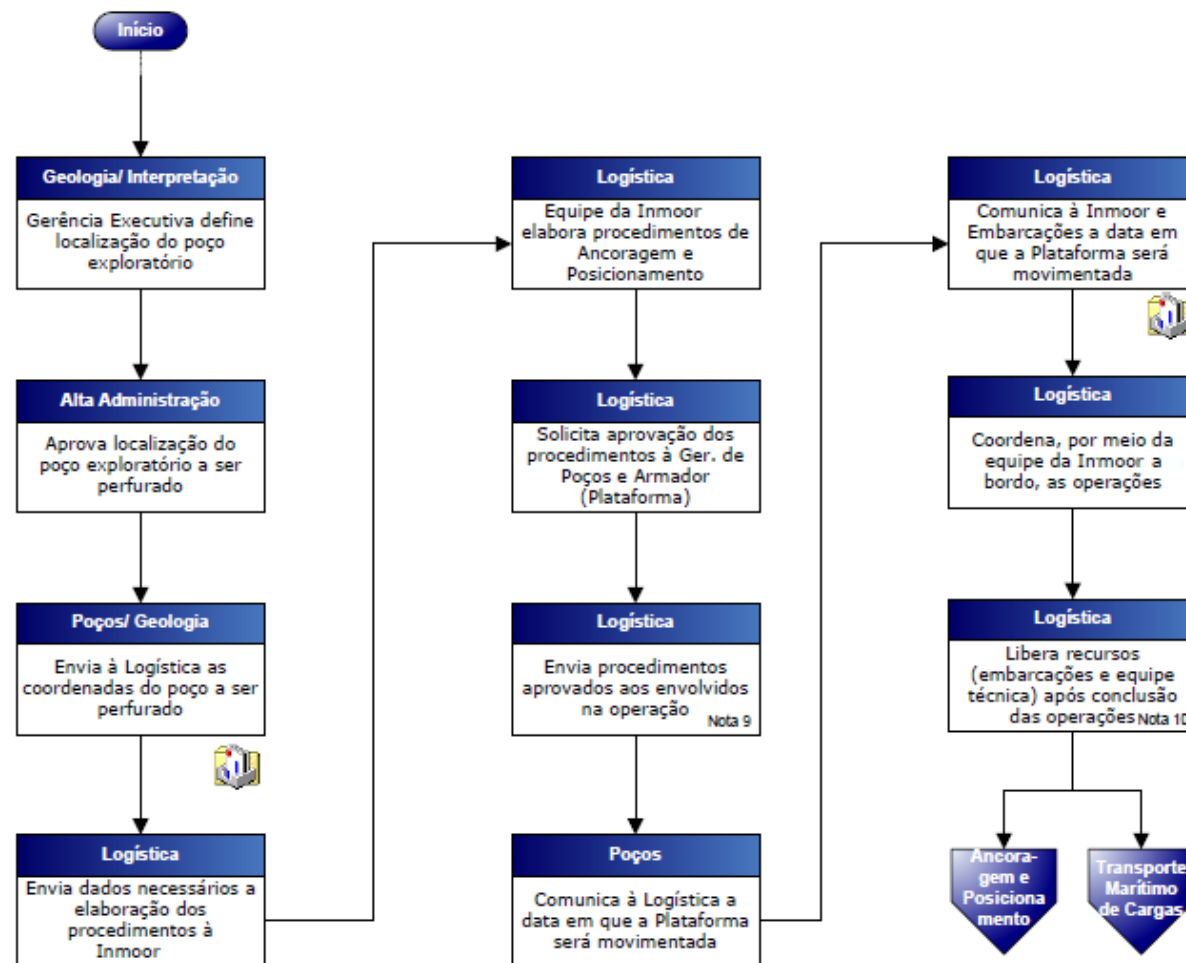 Início
Geologia/ Interpretação
Gerência Executiva define
localização do poço
exploratório
Alta Administração
Aprova localização do
poço exploratório a ser
perfurado
Poços/ Geologia
Envia à Logística as
coordenadas do poço a ser
perfurado
Logística
Envia dados necessários a
elaboração dos
procedimentos à
Inmoor
Logística
Equipe da Inmoor
elabora procedimentos de
Ancoragem e
Posicionamento
Logística
Solicita aprovação dos
procedimentos à Ger. de
Poços e Armador
(Plataforma)
Logística
Envia procedimentos
aprovados aos envolvidos
na operação
Nota 9
Poços
Comunica à Logística a
data em que a Plataforma
será movimentada
Logística
Comunica à Inmoor e
Embarcações a data em
que a Plataforma será
movimentada
Logística
Coordena, por meio da
equipe da Inmoor a
bordo, as operações
Logística
Libera recursos
(embarcações e equipe
técnica) após conclusão
das operações Nota 10
Ancora-
gem e
Posiciona
mento
Transporte
Marítimo
de Cargas